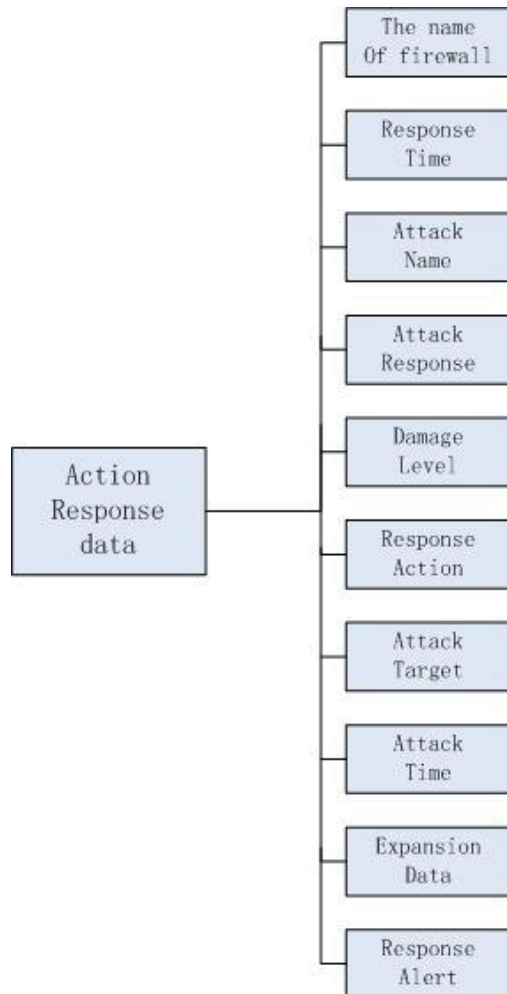 The name
Of firewall
Response
Time
Attack
Name
Attack
Response
Damage
Level
Action
Response
data
Response
Action
Attack
Target
Attack
Time
Expansion
Data
Response
Alert